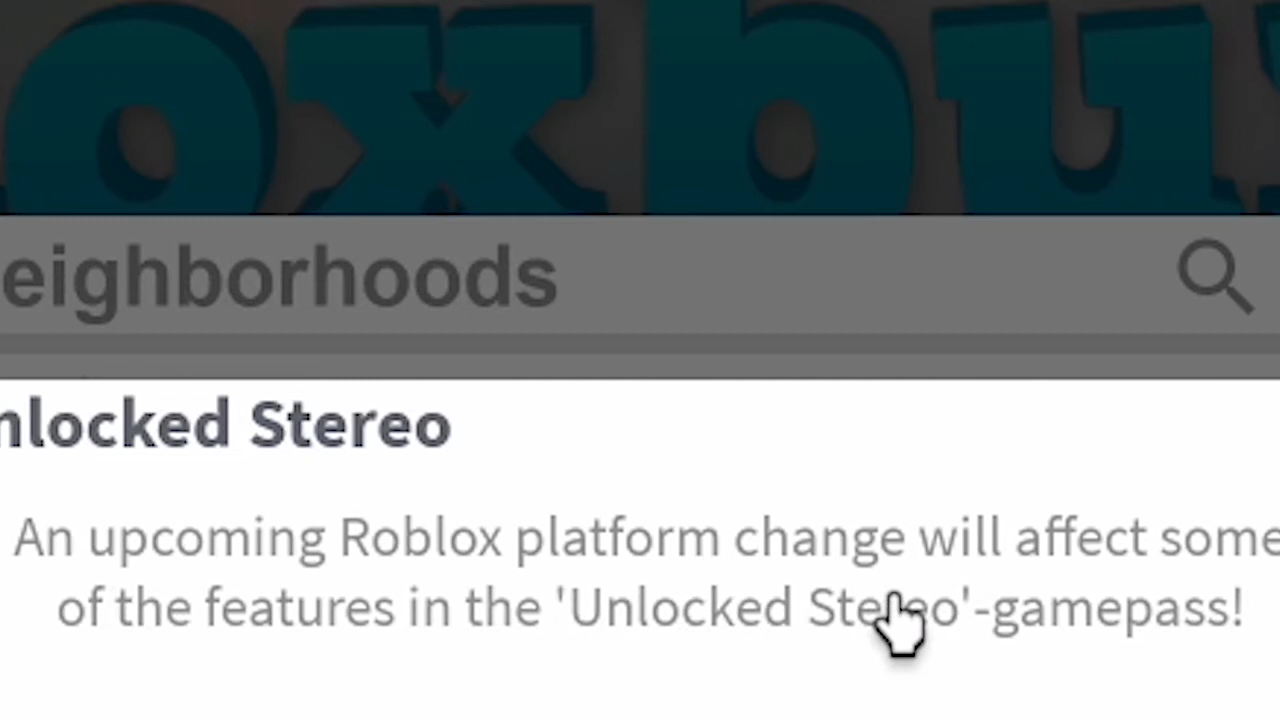 oxbu
eighborhoods
nlocked Stereo
An upcoming Roblox platform change will affect some
of the features in the 'Unlocked Stereo'-gamepass!